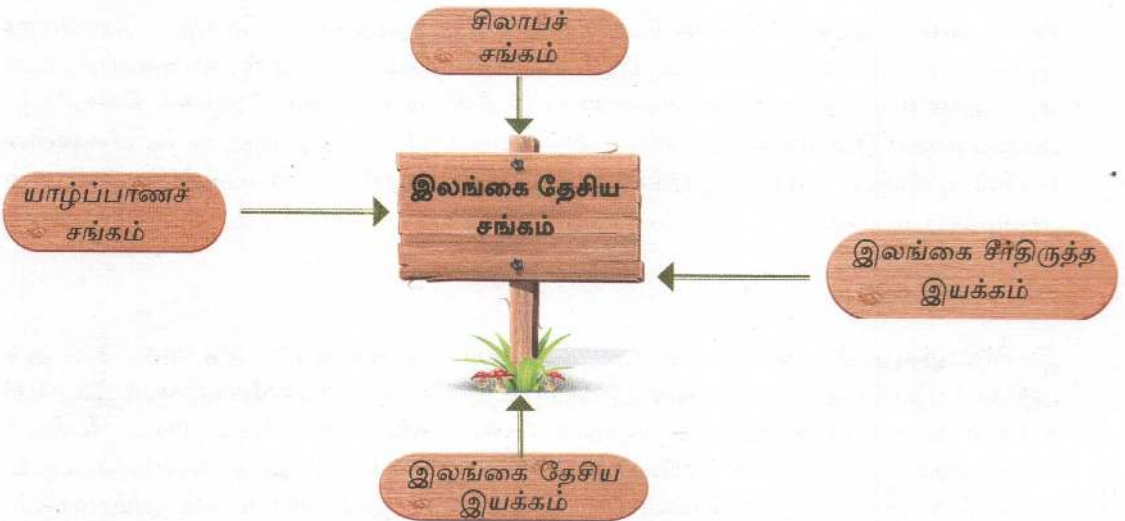 சிலாபச்
சங்கம்
இலங்கை தேசிய
சங்கம்
யாழ்ப்பாணச்
சங்கம்
இலங்கை சீர்திருத்த
இயக்கம்
இலங்கை தேசிய
இயக்கம்